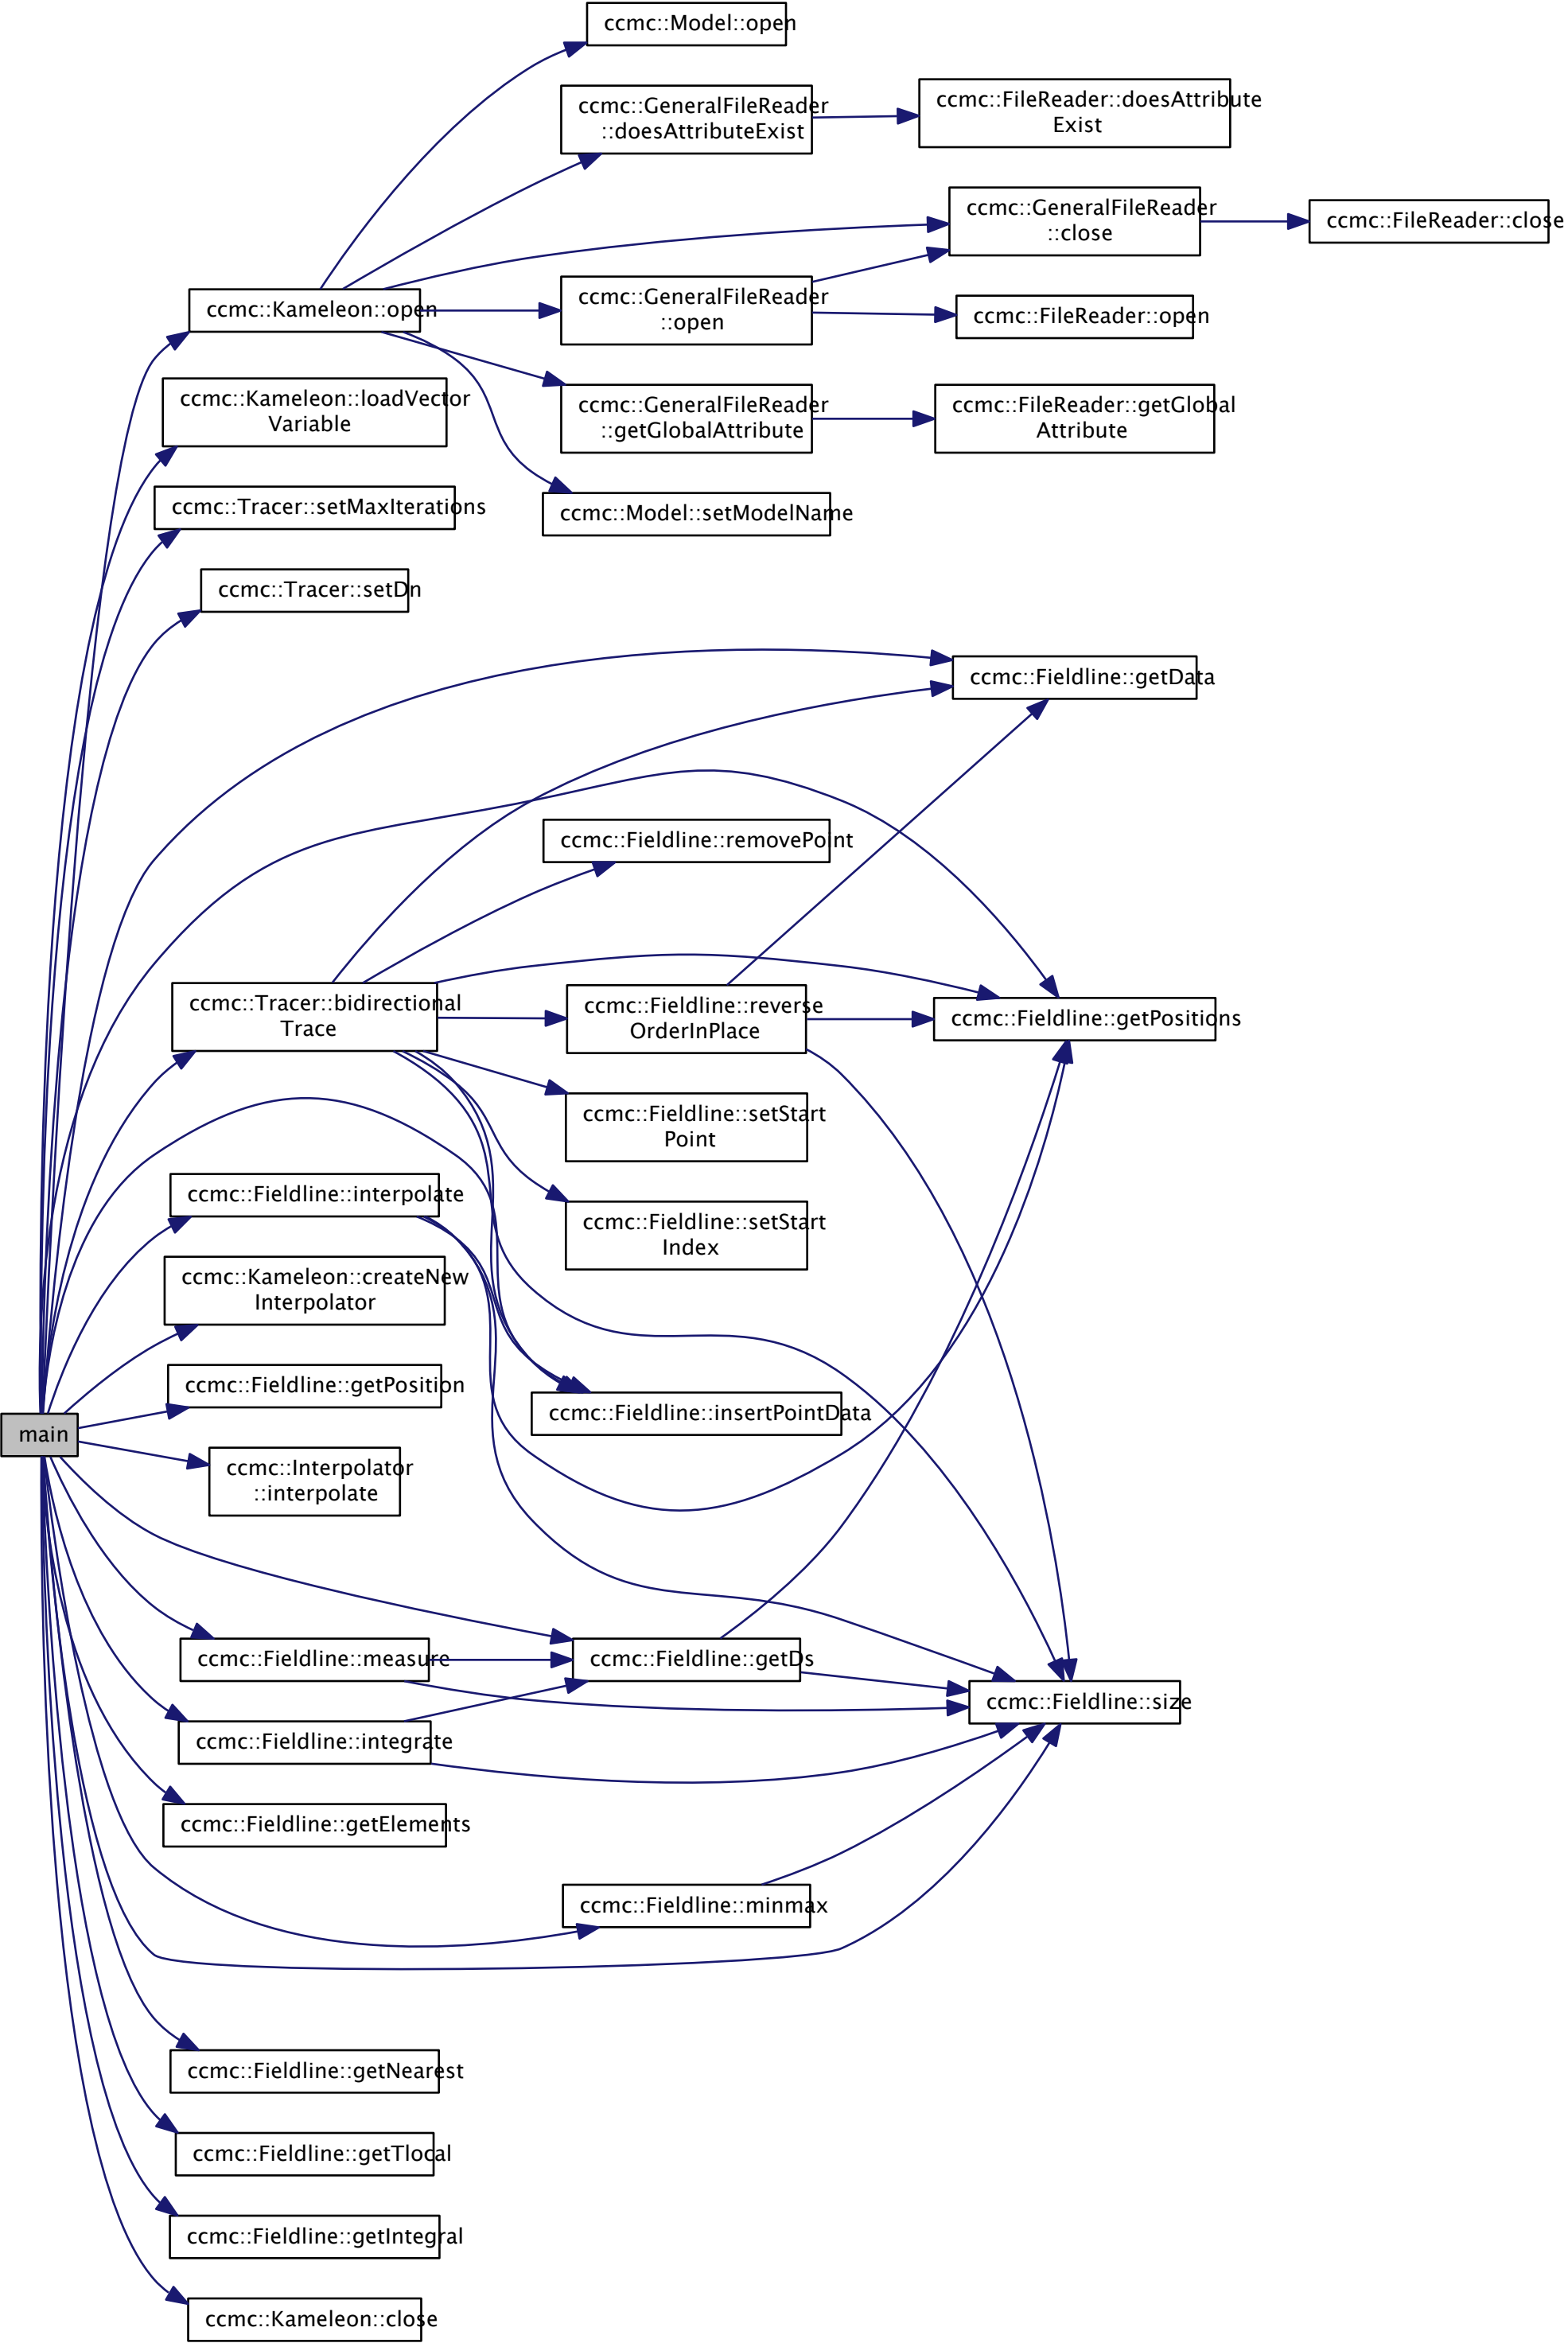 ccmc::Model::open
ccmc::GeneralFileReader
::doesAttributeExist
ccmc::FileReader::doesAttribute
Exist
ccmc::GeneralFileReader
::close
ccmc::FileReader::close
ccmc::Kameleon::open
ccmc::GeneralFileReader
::open
ccmc::FileReader::open
ccmc::Kameleon::loadVector
Variable
ccmc::GeneralFileReader
::getGlobalAttribute
ccmc::FileReader::getGlobal
Attribute
ccmc::Tracer::setMaxIterations
ccmc::Model::setModelName
ccmc::Tracer::setDn
ccmc::Fieldline::getData
ccmc::Fieldline::removePoint
ccmc::Tracer::bidirectional
Trace
ccmc::Fieldline::reverse
OrderInPlace
ccmc::Fieldline::getPositions
ccmc::Fieldline::setStart
Point
ccmc::Fieldline::interpolate
ccmc::Fieldline::setStart
Index
ccmc::Kameleon::createNew
Interpolator
ccmc::Fieldline::getPosition
ccmc::Fieldline::insertPointData
main
ccmc::Interpolator
::interpolate
ccmc::Fieldline::measure
ccmc::Fieldline::getDs
ccmc::Fieldline::size
ccmc::Fieldline::integrate
ccmc::Fieldline::getElements
ccmc::Fieldline::minmax
ccmc::Fieldline::getNearest
ccmc::Fieldline::getTlocal
ccmc::Fieldline::getIntegral
ccmc::Kameleon::close